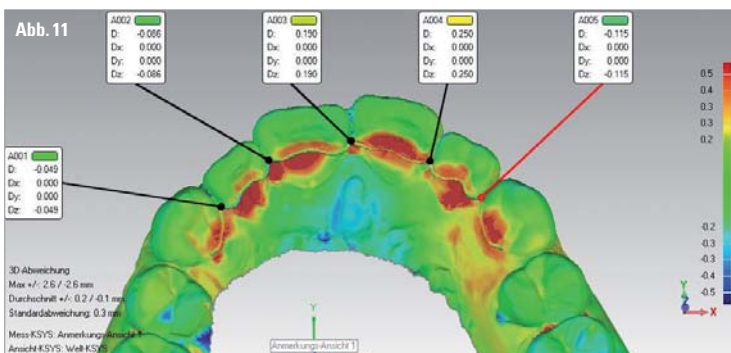 Abb. 11
A002
D: -0.086
Dx: 0.000
Dy: 0.000
Dz: -0.086
A003
D: 0.190
Dx: 0.000
Dy: 0.000
Dz: 0.190
A004
D: 0.250
Dx: 0.000
Dy: 0.000
Dz: 0.250
A005
D: -0.115
Dx: 0.000
Dy: 0.000
Dz: -0.115
A001
D: -0.049
Dx: 0.000
Dy: 0.000
Dz: -0.049
0.5
0.4
0.3
0.3
0.2
-0.2
-0.3
-0.3
-0.4
-0.5
3D-Abweichung
Max +/-: 2.6 / -2.6 mm
Durchschnitt +/-: 0.2 / -0.1 mm
Standardabweichung: 0.3 mm
Mess-KSYS: Anmerkungs-Ansicht 1
Ansicht-KSYS: Welt-KSYS
Y
Anmerkungs-Ansicht 1
Y
Z
X